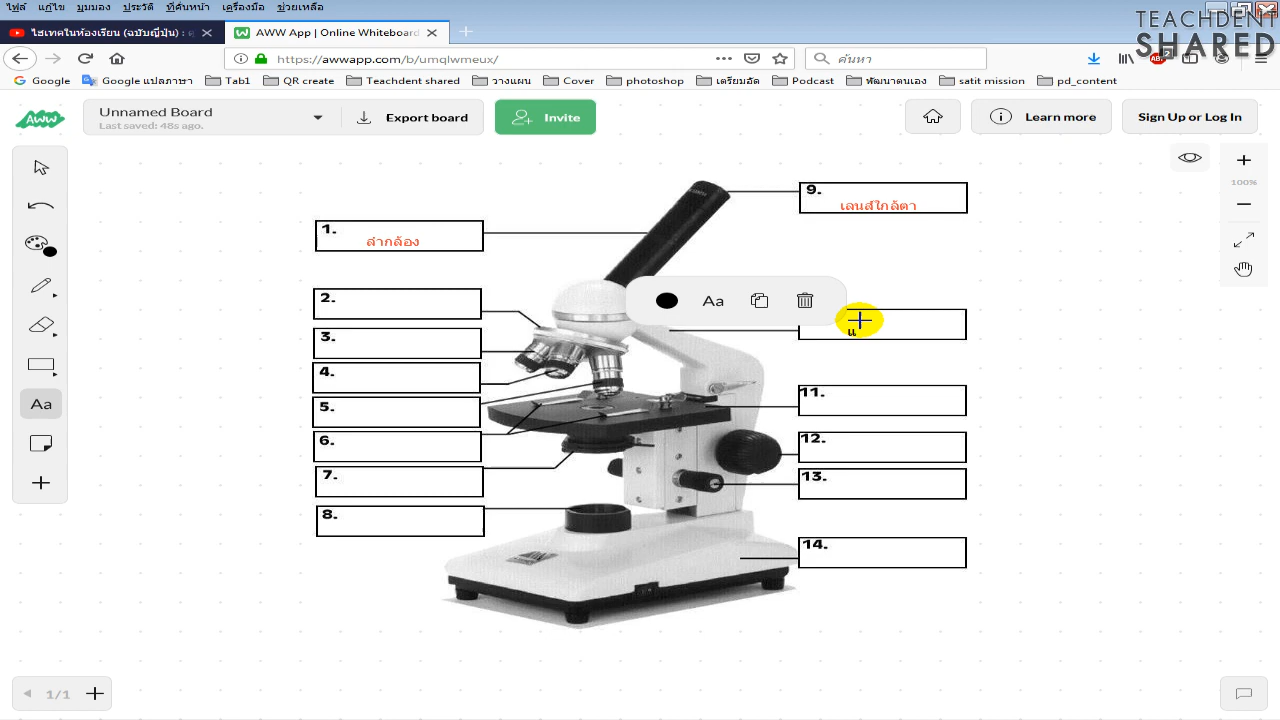 ไฟล์ แก้ไข มุมมอง ประวัติ ที่คั่นหน้า เครื่องมือ ช่วยเหลือ
TEACHDENT
SHARED
ไฮเทคในห้องเรียน (ฉบับญี่ปุ่น) :
AWW App | Online Whiteboard
https://awwapp.com/b/umqlwmeux/
ค้นหา
Google
Google แปลภาษา
Tab1
QR create
Teachdent shared
วางแผน
Cover
photoshop
เตรียมอัด
Podcast
พัฒนาตนเอง
satit mission
pd_content
AWW
Unnamed Board
Last saved: 48s ago.
Export board
Invite
Learn more
Sign Up or Log In
100%
Aa
1.
ลำกล้อง
2.
3.
4.
5.
6.
7.
8.
9.
เลนส์ใกล้ตา
Aa
แ
11.
12.
13.
14.
1/1